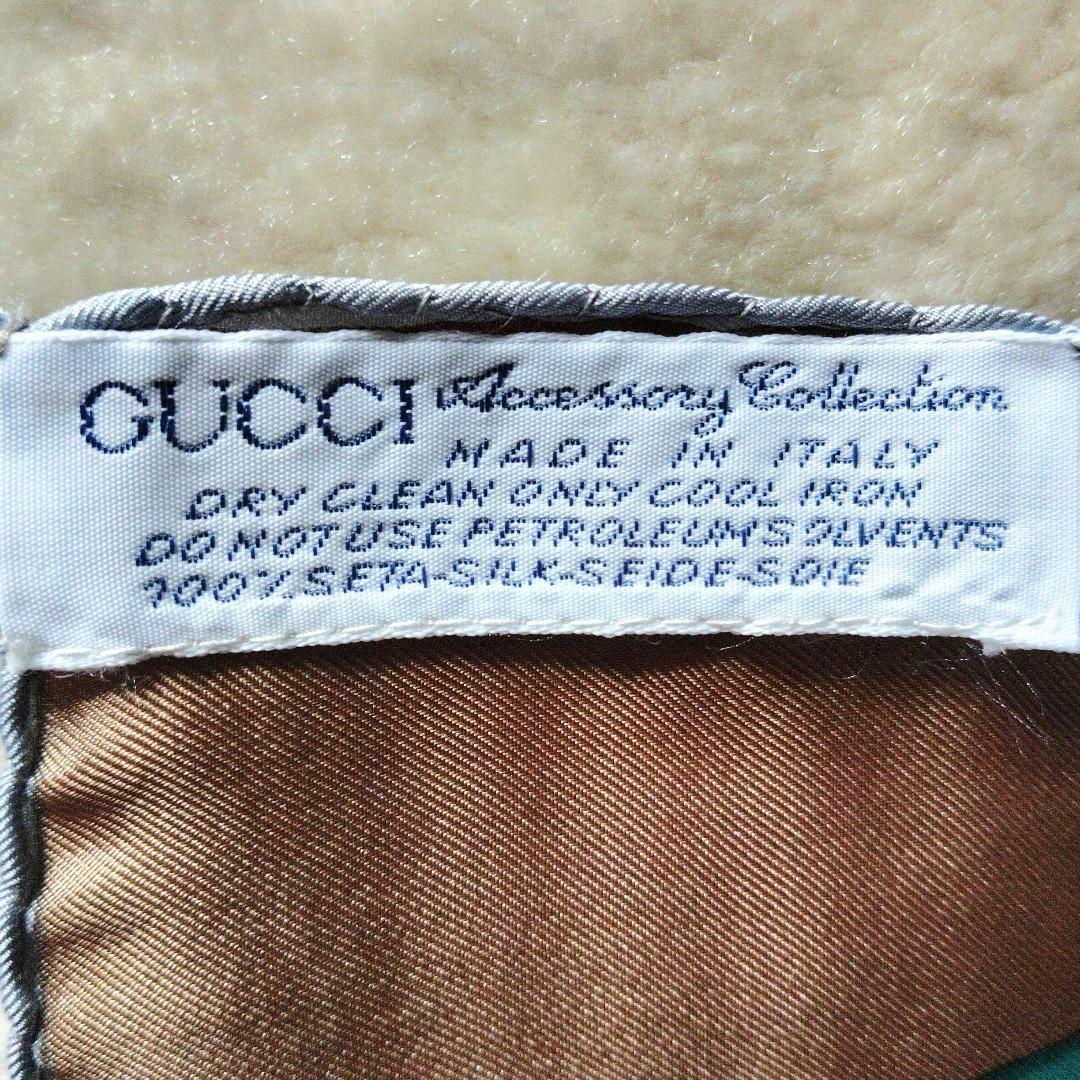 GUCCI Accessory Collection
MADE IN ITALY
DRY CLEAN ONLY COOL IRON
DO NOT USE PETROLEUM SOLVENTS
100% SETA-SILK-SEIDE-SOIE